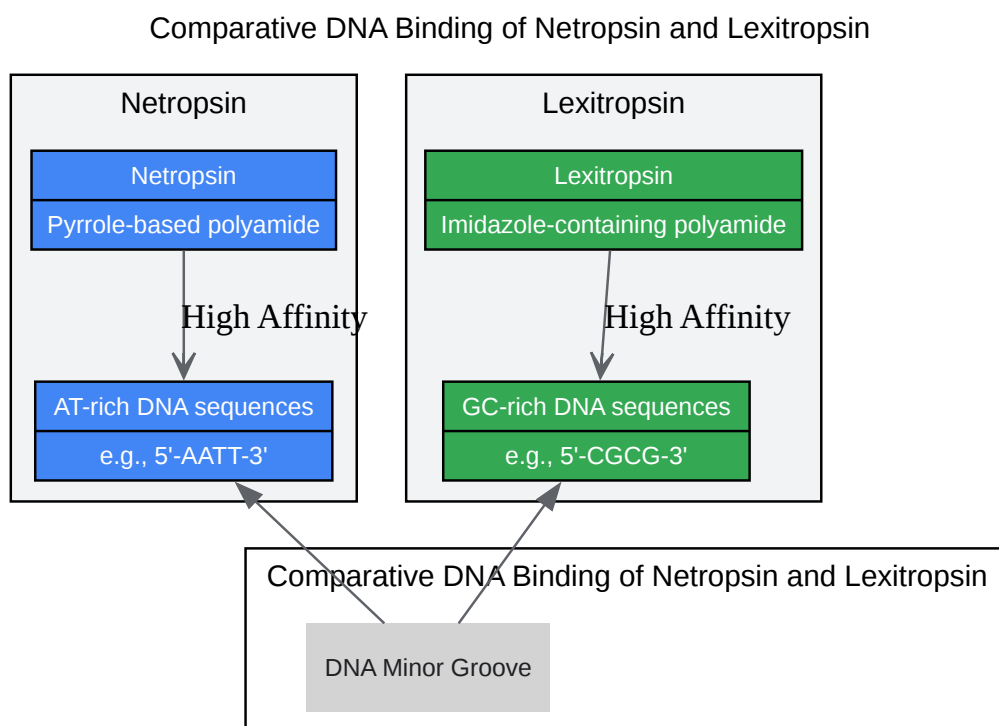 Comparative DNA Binding of Netropsin and Lexitropsin
Netropsin
Netropsin
Pyrrole-based polyamide
High Affinity
AT-rich DNA sequences
e.g., 5'-AATT-3'
Lexitropsin
Lexitropsin
Imidazole-containing polyamide
High Affinity
GC-rich DNA sequences
e.g., 5'-CGCG-3'
Comparative DNA Binding of Netropsin and Lexitropsin
DNA Minor Groove